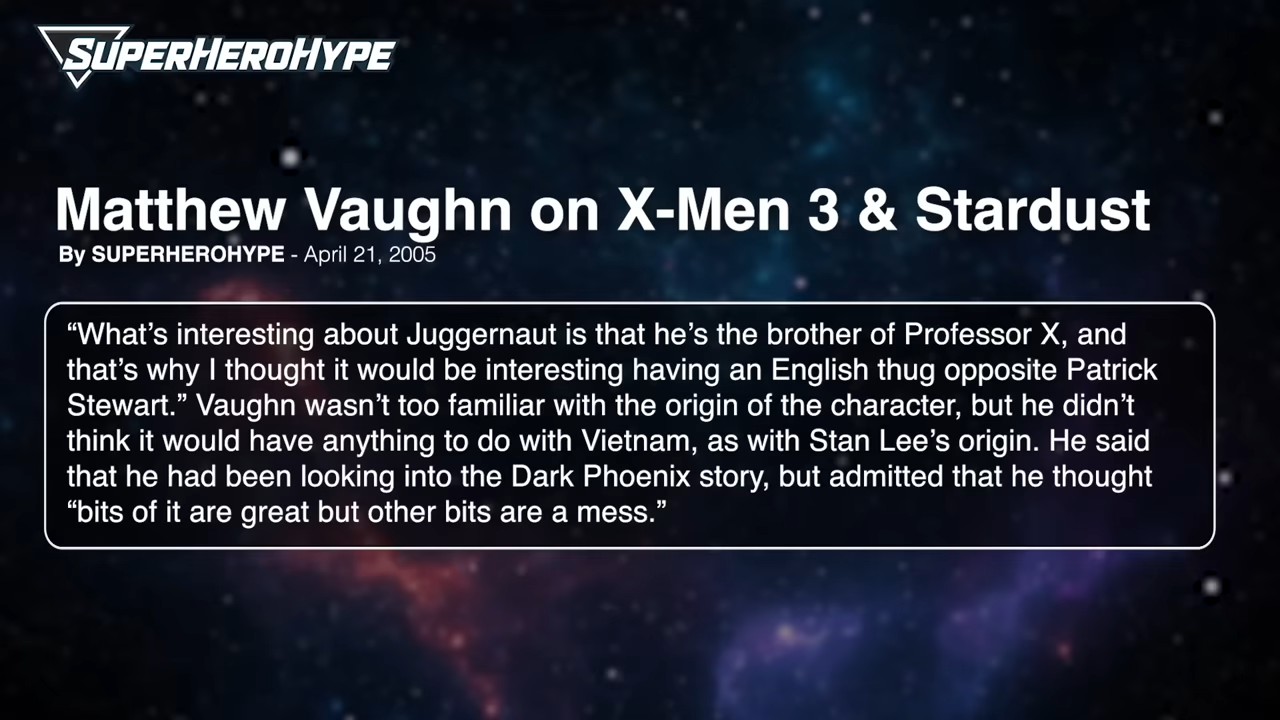 SUPERHEROHYPE
Matthew Vaughn on X-Men 3 & Stardust
By SUPERHEROHYPE - April 21, 2005
“What’s interesting about Juggernaut is that he’s the brother of Professor X, and
that’s why I thought it would be interesting having an English thug opposite Patrick
Stewart.” Vaughn wasn’t too familiar with the origin of the character, but he didn’t
think it would have anything to do with Vietnam, as with Stan Lee’s origin. He said
that he had been looking into the Dark Phoenix story, but admitted that he thought
“bits of it are great but other bits are a mess.”